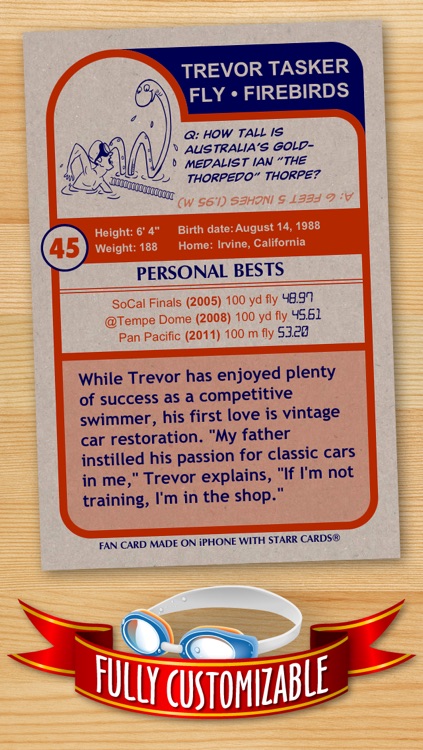 TREVOR TASKER
FLY • FIREBIRDS
Q: HOW TALL IS
AUSTRALIA'S GOLD-
MEDALIST IAN "THE
THORPEDO" THORPE?
A: 6 FEET 5 INCHES (1.95 M)
45
Height: 6' 4" Birth date: August 14, 1988
Weight: 188 Home: Irvine, California
PERSONAL BESTS
SoCal Finals (2005) 100 yd fly 48.97
@Tempe Dome (2008) 100 yd fly 45.61
Pan Pacific (2011) 100 m fly 53.20
While Trevor has enjoyed plenty
of success as a competitive
swimmer, his first love is vintage
car restoration. "My father
instilled his passion for classic cars
in me," Trevor explains, "If I'm not
training, I'm in the shop."
FAN CARD MADE ON iPHONE WITH STARR CARDS®
FULLY CUSTOMIZABLE